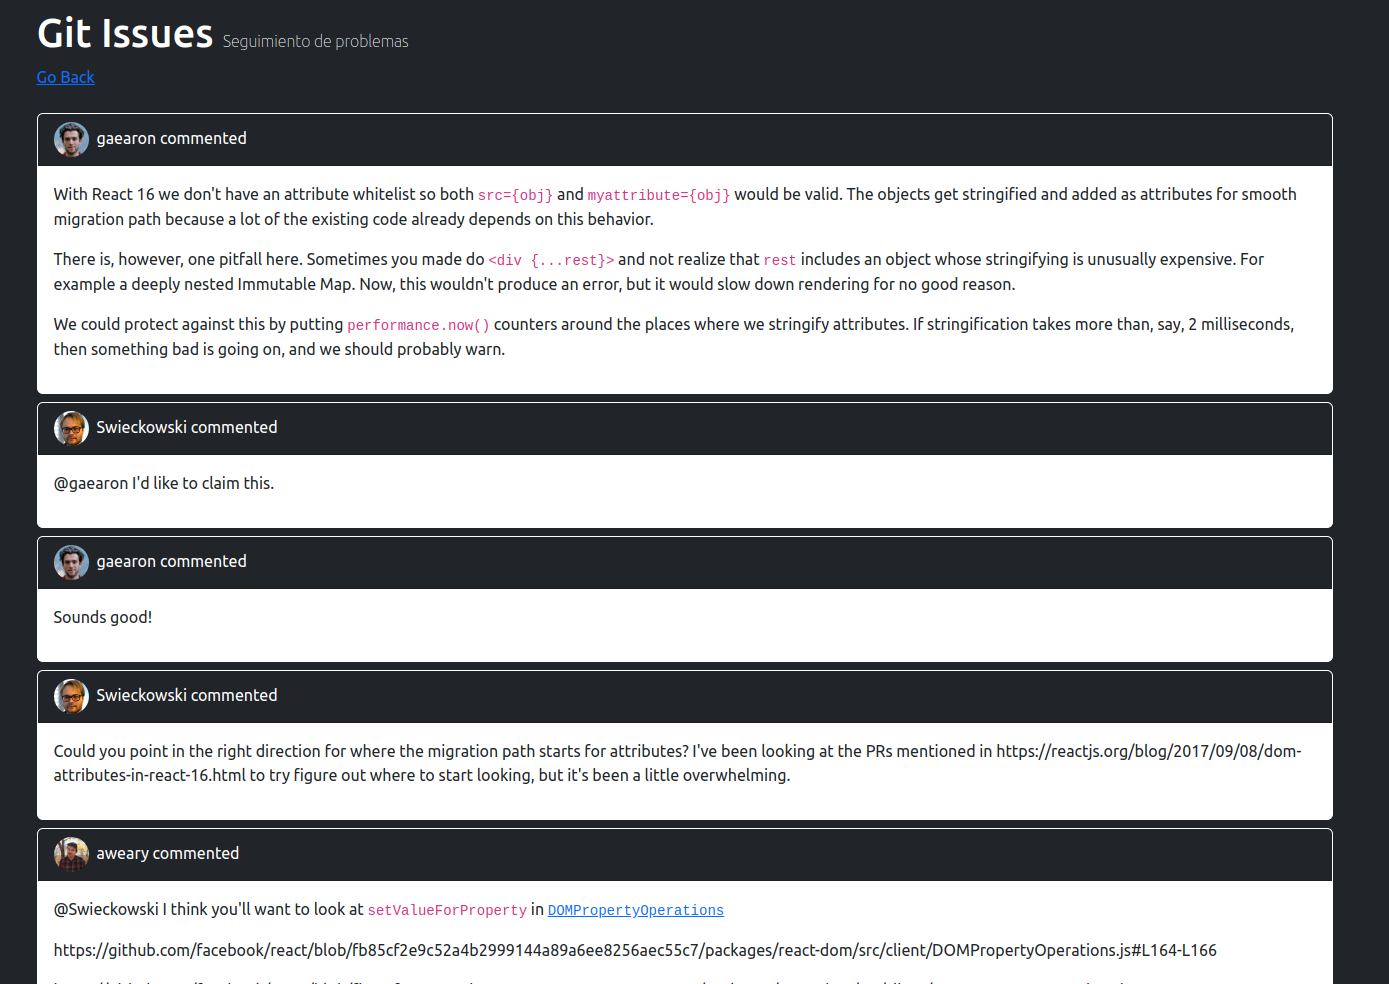 Git Issues Seguimiento de problemas
Go Back
gaearon commented
With React 16 we don't have an attribute whitelist so both src={obj} and myattribute={obj} would be valid. The objects get stringified and added as attributes for smooth
migration path because a lot of the existing code already depends on this behavior.
There is, however, one pitfall here. Sometimes you made do <div {...rest}> and not realize that rest includes an object whose stringifying is unusually expensive. For
example a deeply nested Immutable Map. Now, this wouldn't produce an error, but it would slow down rendering for no good reason.
We could protect against this by putting performance.now() counters around the places where we stringify attributes. If stringification takes more than, say, 2 milliseconds,
then something bad is going on, and we should probably warn.
Swieckowski commented
@gaearon I'd like to claim this.
gaearon commented
Sounds good!
Swieckowski commented
Could you point in the right direction for where the migration path starts for attributes? I've been looking at the PRs mentioned in https://reactjs.org/blog/2017/09/08/dom-
attributes-in-react-16.html to try figure out where to start looking, but it's been a little overwhelming.
aweary commented
@Swieckowski I think you'll want to look at setValueForProperty in DOMPropertyOperations
https://github.com/facebook/react/blob/fb85cf2e9c52a4b2999144a89a6ee8256aec55c7/packages/react-dom/src/client/DOMPropertyOperations.js#L164-L166